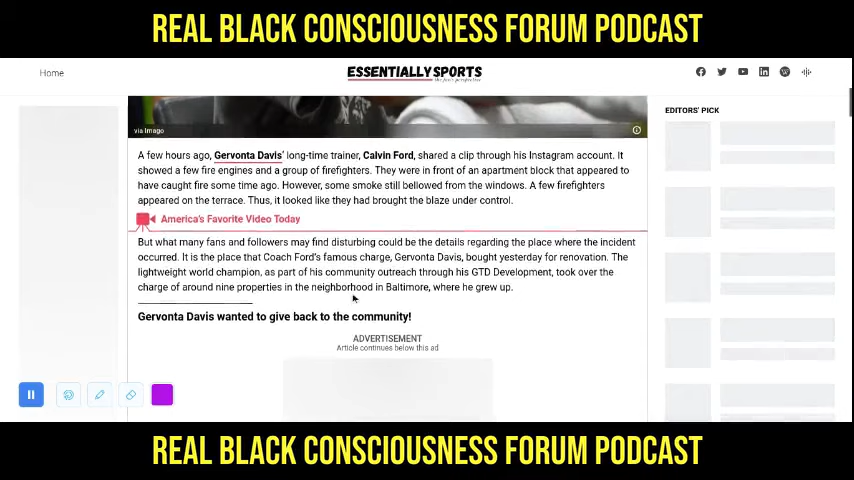 REAL BLACK CONSCIOUSNESS FORUM PODCAST
Home
ESSENTIALLY SPORTS
the fan's perspective
EDITORS' PICK
via Imago
A few hours ago, Gervonta Davis' long-time trainer, Calvin Ford, shared a clip through his Instagram account. It
showed a few fire engines and a group of firefighters. They were in front of an apartment block that appeared to
have caught fire some time ago. However, some smoke still bellowed from the windows. A few firefighters
appeared on the terrace. Thus, it looked like they had brought the blaze under control.
America's Favorite Video Today
But what many fans and followers may find disturbing could be the details regarding the place where the incident
occurred. It is the place that Coach Ford's famous charge, Gervonta Davis, bought yesterday for renovation. The
lightweight world champion, as part of his community outreach through his GTD Development, took over the
charge of around nine properties in the neighborhood in Baltimore, where he grew up.
Gervonta Davis wanted to give back to the community!
ADVERTISEMENT
Article continues below this ad
REAL BLACK CONSCIOUSNESS FORUM PODCAST